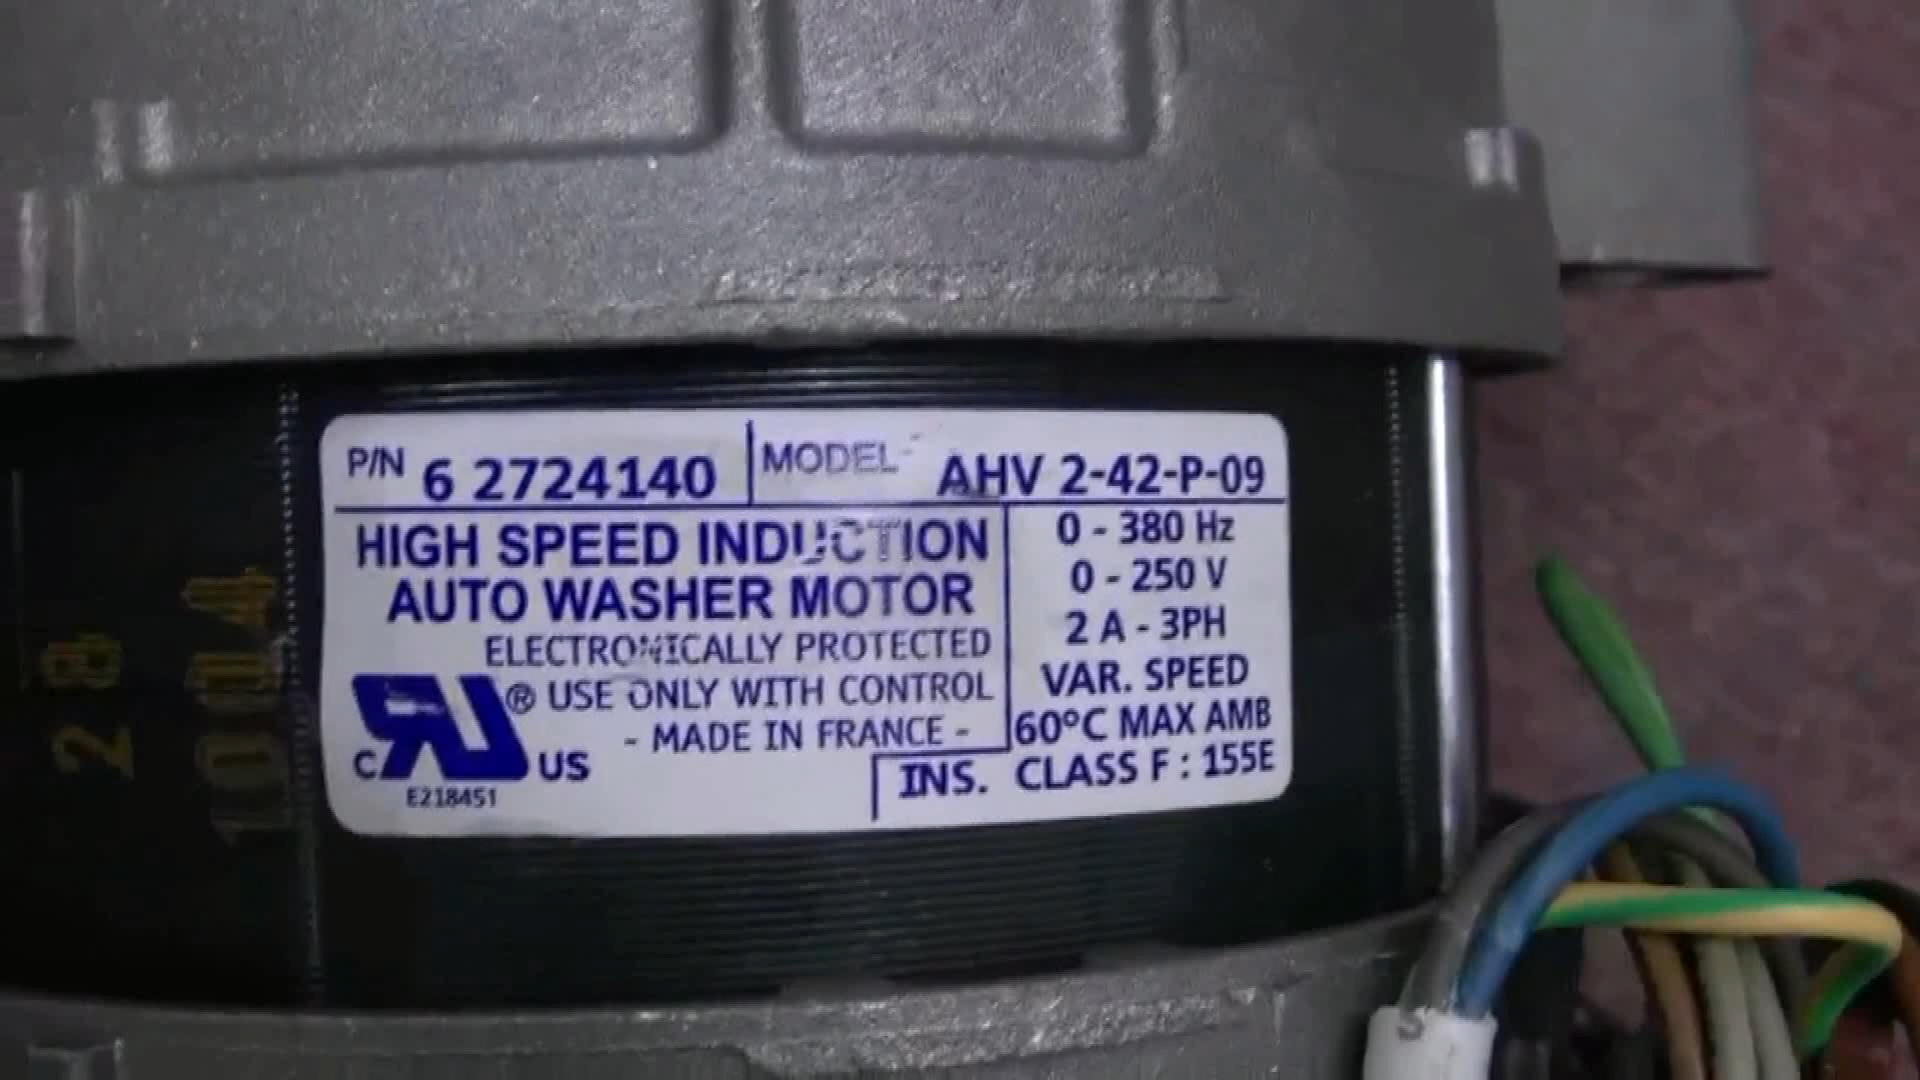 P/N 6 2724140 MODEL AHV 2-42-P-09
HIGH SPEED INDUCTION
AUTO WASHER MOTOR
ELECTRONICALLY PROTECTED
® USE ONLY WITH CONTROL
- MADE IN FRANCE -
C RU US
E218451
0 - 380 Hz
0 - 250 V
2 A - 3PH
VAR. SPEED
60°C MAX AMB
INS. CLASS F : 155E
28
1004